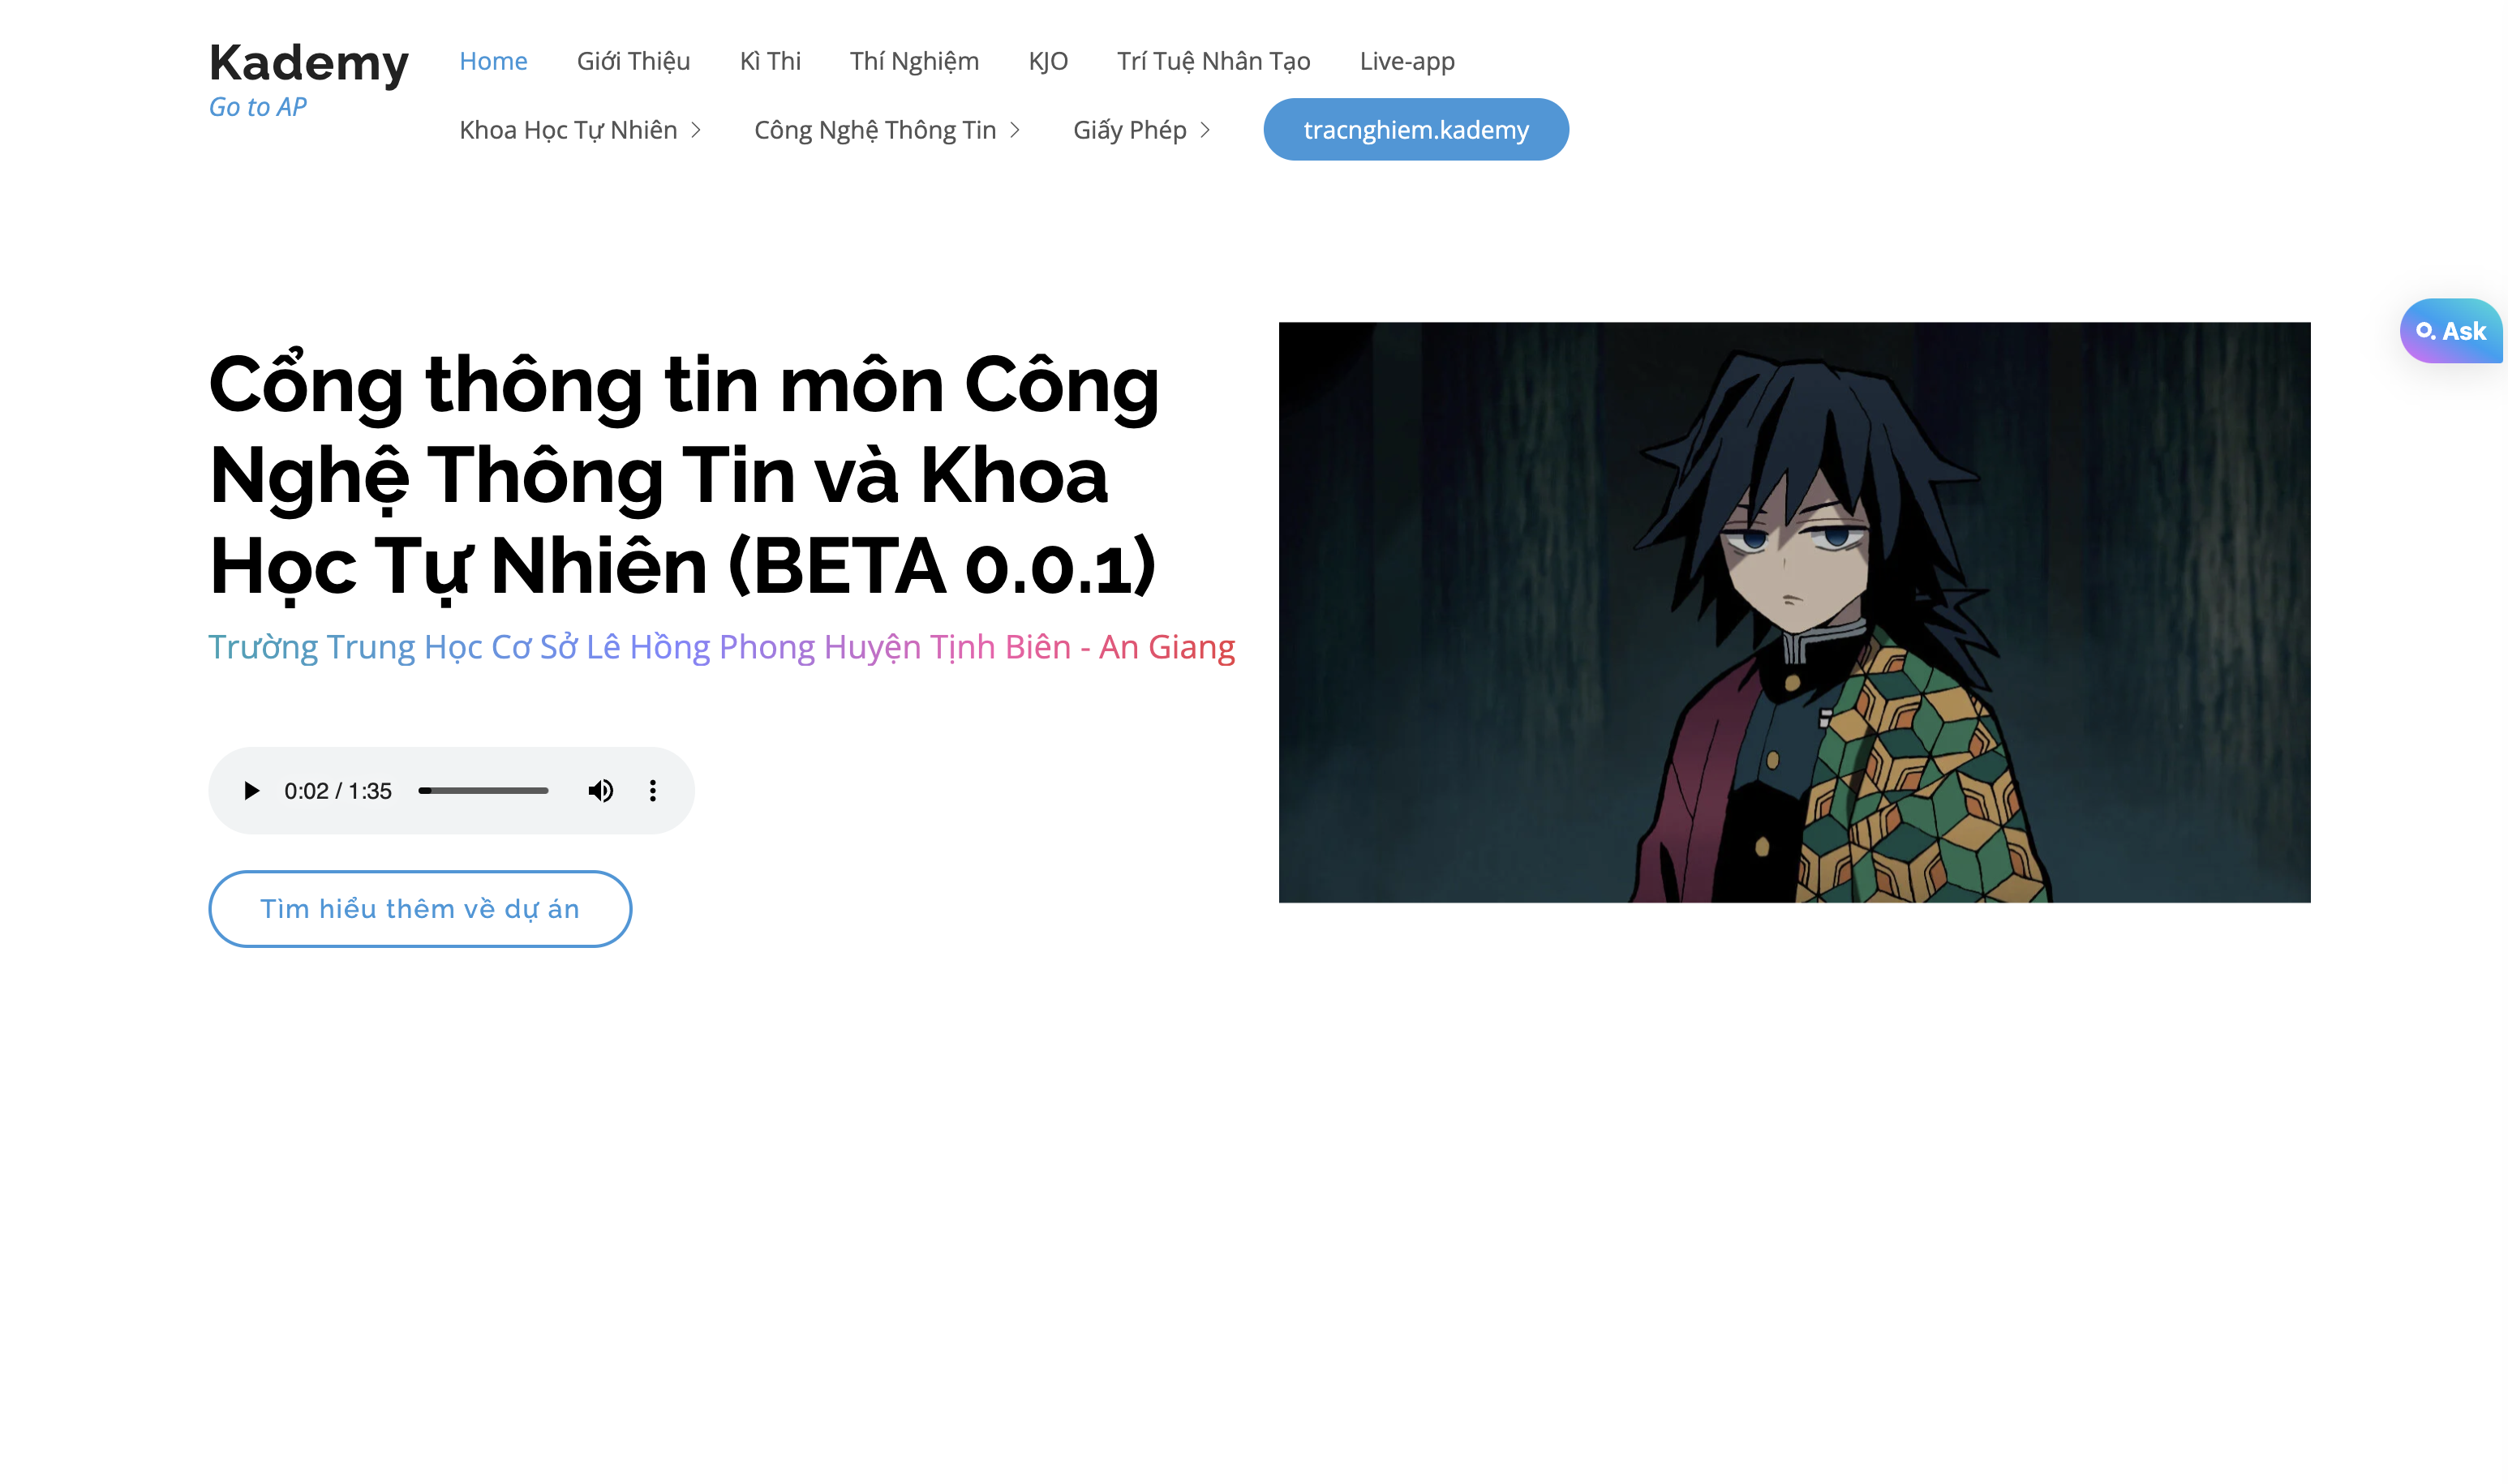 Kademy
Go to AP
Home Giới Thiệu Kì Thi Thí Nghiệm KJO Trí Tuệ Nhân Tạo Live-app
Khoa Học Tự Nhiên Công Nghệ Thông Tin Giấy Phép tracnghiem.kademy
Ask
Cổng thông tin môn Công
Nghệ Thông Tin và Khoa
Học Tự Nhiên (BETA 0.0.1)
Trường Trung Học Cơ Sở Lê Hồng Phong Huyện Tịnh Biên - An Giang
0:02 / 1:35
Tìm hiểu thêm về dự án